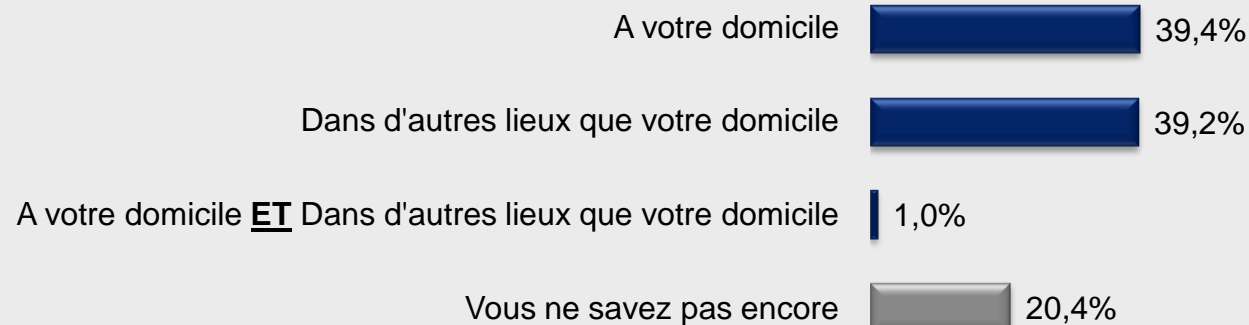 A votre domicile 39,4%
Dans d'autres lieux que votre domicile 39,2%
A votre domicile ET Dans d'autres lieux que votre domicile 1,0%
Vous ne savez pas encore 20,4%